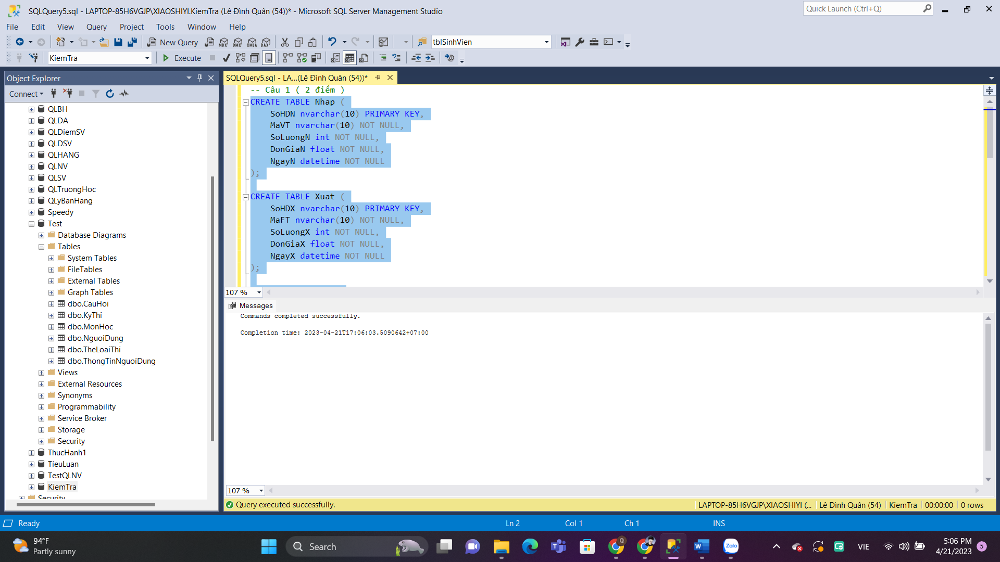 SQLQuery5.sql - LAPTOP-85H6VGJP\XIAOSHIYI.KiemTra (Lê Đình Quân (54))* - Microsoft SQL Server Management Studio
Quick Launch (Ctrl+Q)
File Edit View Query Project Tools Window Help
New Query
MDX DMX XMLA DAX
tblSinhVien
KiemTra
Execute
Object Explorer
Connect
QLBH
QLDA
QLDiemSV
QLDSV
QLHANG
QLNV
QLSV
QLTruongHoc
QLyBanHang
Speedy
Test
Database Diagrams
Tables
System Tables
FileTables
External Tables
Graph Tables
dbo.CauHoi
dbo.KyThi
dbo.MonHoc
dbo.NguoiDung
dbo.TheLoaiThi
dbo.ThongTinNguoiDung
Views
External Resources
Synonyms
Programmability
Service Broker
Storage
Security
ThucHanh1
TieuLuan
TestQLNV
KiemTra
Security
SQLQuery5.sql - LA...(Lê Đình Quân (54))*
-- Câu 1 ( 2 điểm )
CREATE TABLE Nhap (
SoHDN nvarchar(10) PRIMARY KEY,
MaVT nvarchar(10) NOT NULL,
SoLuongN int NOT NULL,
DonGiaN float NOT NULL,
NgayN datetime NOT NULL
);
CREATE TABLE Xuat (
SoHDX nvarchar(10) PRIMARY KEY,
MaFT nvarchar(10) NOT NULL,
SoLuongX int NOT NULL,
DonGiaX float NOT NULL,
NgayX datetime NOT NULL
);
107 %
Messages
Commands completed successfully.
Completion time: 2023-04-21T17:06:03.5090642+07:00
107 %
Query executed successfully.
LAPTOP-85H6VGJP\XIAOSHIYI (... Lê Đình Quân (54) KiemTra 00:00:00 0 rows
Ready
Ln 2 Col 1 Ch 1 INS
94°F
Partly sunny
Search
Zalo
VIE
5:06 PM
4/21/2023
5